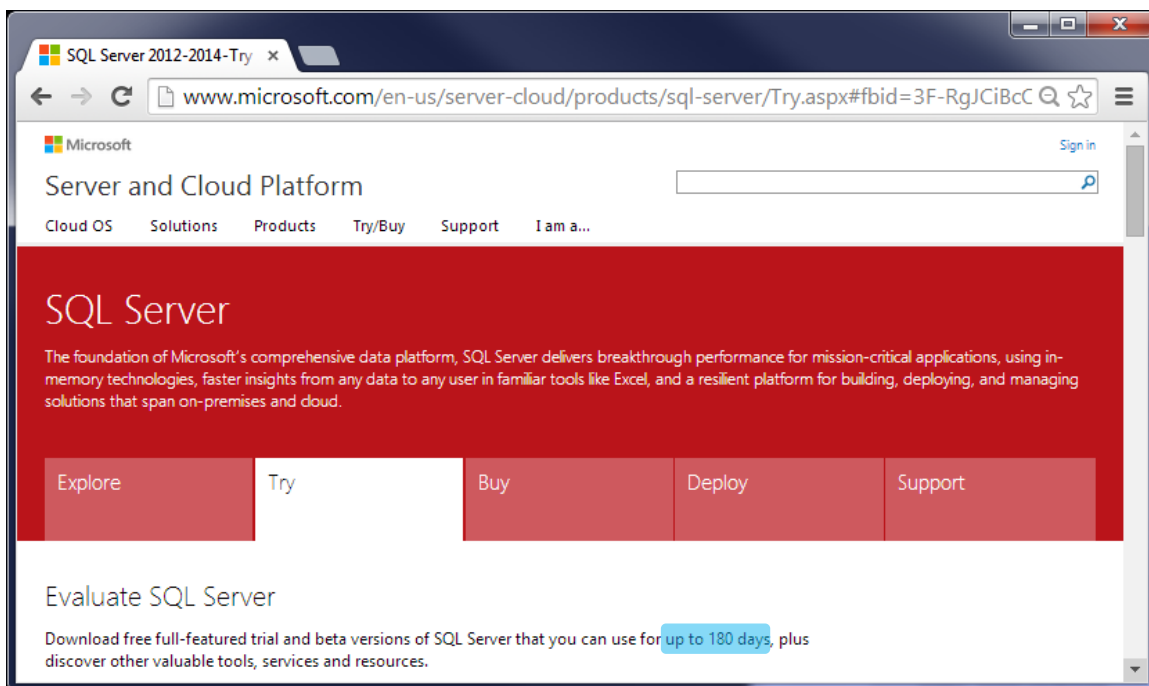 SQL Server 2012-2014-Try
www.microsoft.com/en-us/server-cloud/products/sql-server/Try.aspx#fbid=3F-RgJCiBcC
Microsoft
Sign in
Server and Cloud Platform
Cloud OS Solutions Products Try/Buy Support I am a...
SQL Server
The foundation of Microsoft's comprehensive data platform, SQL Server delivers breakthrough performance for mission-critical applications, using in-
memory technologies, faster insights from any data to any user in familiar tools like Excel, and a resilient platform for building, deploying, and managing
solutions that span on-premises and cloud.
Explore Try Buy Deploy Support
Evaluate SQL Server
Download free full-featured trial and beta versions of SQL Server that you can use for up to 180 days, plus
discover other valuable tools, services and resources.